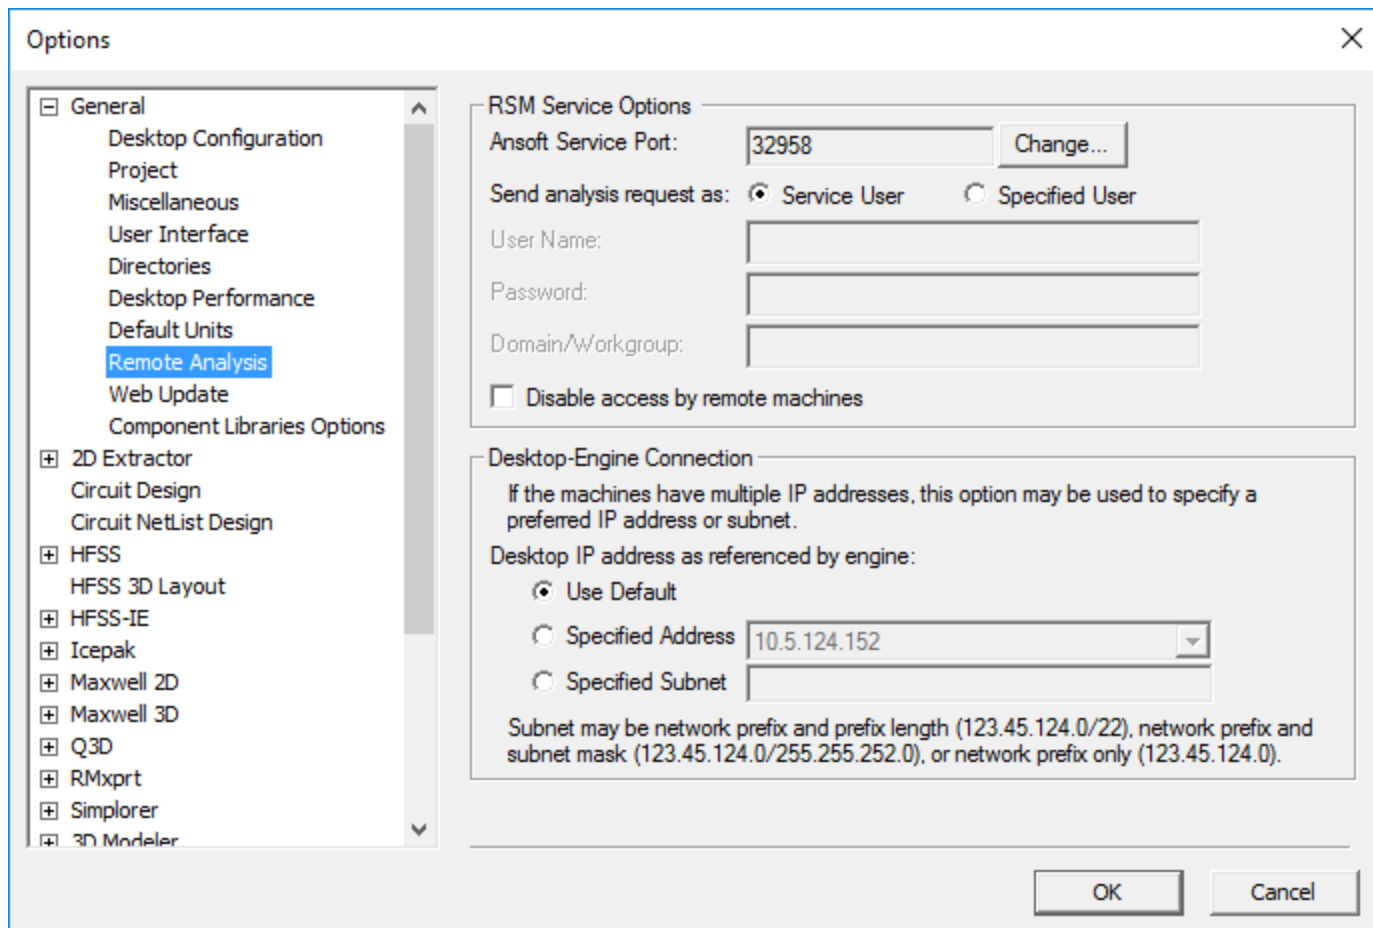 Options
General
Desktop Configuration
Project
Miscellaneous
User Interface
Directories
Desktop Performance
Default Units
Remote Analysis
Web Update
Component Libraries Options
2D Extractor
Circuit Design
Circuit NetList Design
HFSS
HFSS 3D Layout
HFSS-IE
Icepak
Maxwell 2D
Maxwell 3D
Q3D
RMxprt
Simplorer
3D Modeler
RSM Service Options
Ansoft Service Port: 32958 Change...
Send analysis request as: Service User Specified User
User Name:
Password:
Domain/Workgroup:
Disable access by remote machines
Desktop-Engine Connection
If the machines have multiple IP addresses, this option may be used to specify a
preferred IP address or subnet.
Desktop IP address as referenced by engine:
Use Default
Specified Address 10.5.124.152
Specified Subnet
Subnet may be network prefix and prefix length (123.45.124.0/22), network prefix and
subnet mask (123.45.124.0/255.255.252.0), or network prefix only (123.45.124.0).
OK Cancel